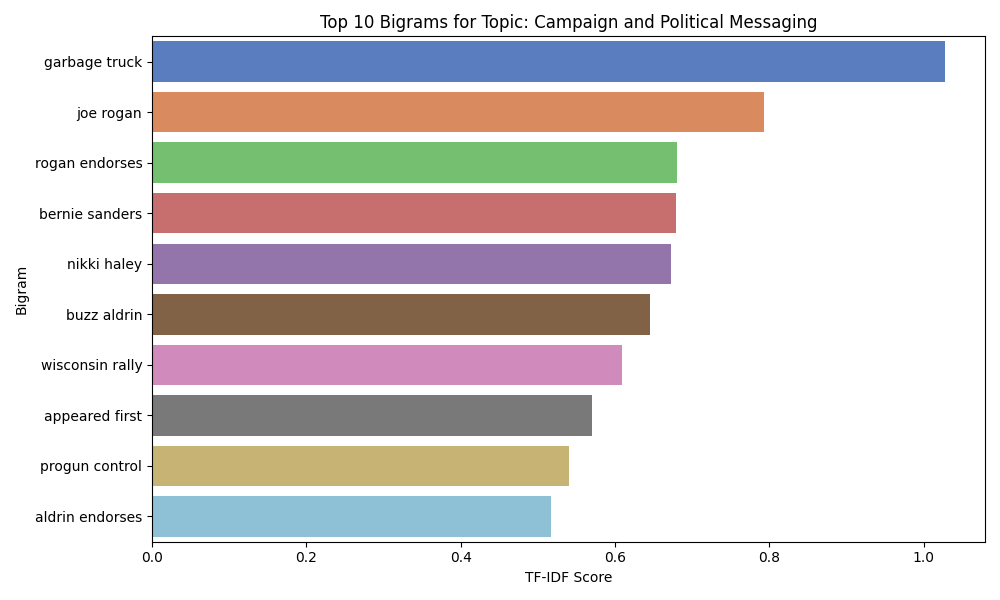 Top 10 Bigrams for Topic: Campaign and Political Messaging
garbage truck
joe rogan
rogan endorses
bernie sanders
nikki haley
buzz aldrin
wisconsin rally
appeared first
progun control
aldrin endorses
Bigram
0.0 0.2 0.4 0.6 0.8 1.0
TF-IDF Score